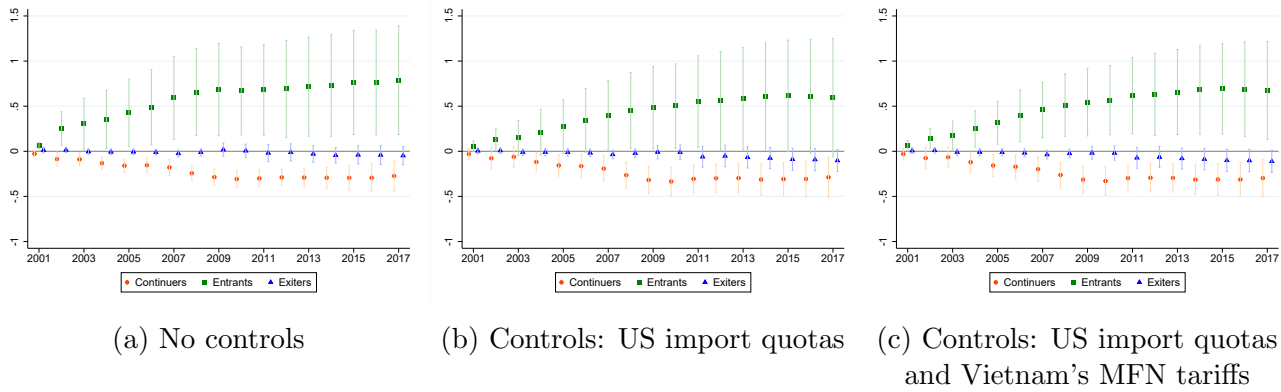 1.5
1
.5
0
-.5
-1
2001 2003 2005 2007 2009 2011 2013 2015 2017
Continuers Entrants Exiters
(a) No controls
1.5
1
.5
0
-.5
-1
2001 2003 2005 2007 2009 2011 2013 2015 2017
Continuers Entrants Exiters
(b) Controls: US import quotas
1.5
1
.5
0
-.5
-1
2001 2003 2005 2007 2009 2011 2013 2015 2017
Continuers Entrants Exiters
(c) Controls: US import quotas
and Vietnam's MFN tariffs